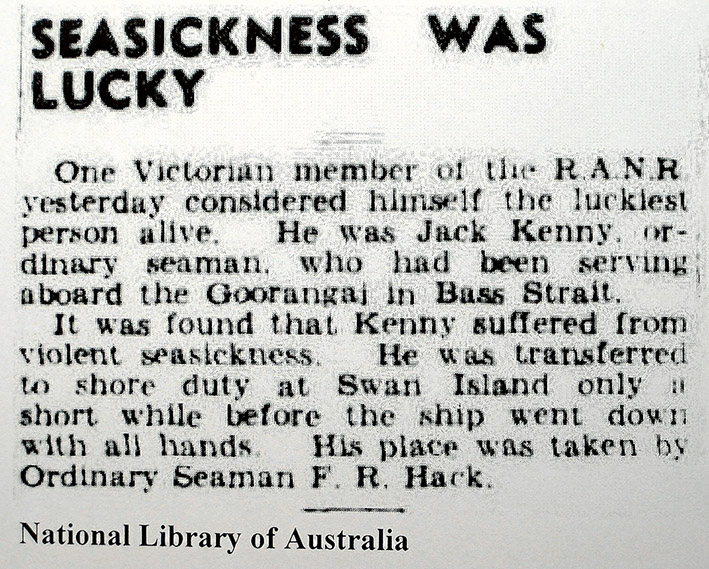 SEASICKNESS WAS
LUCKY
One Victorian member of the R.A.N.R
yesterday considered himself the luckiest
person alive. He was Jack Kenny, or-
dinary seaman, who had been serving
aboard the Goorangai in Bass Strait.
It was found that Kenny suffered from
violent seasickness. He was transferred
to shore duty at Swan Island only a
short while before the ship went down
with all hands. His place was taken by
Ordinary Seaman F. R. Hack.
National Library of Australia